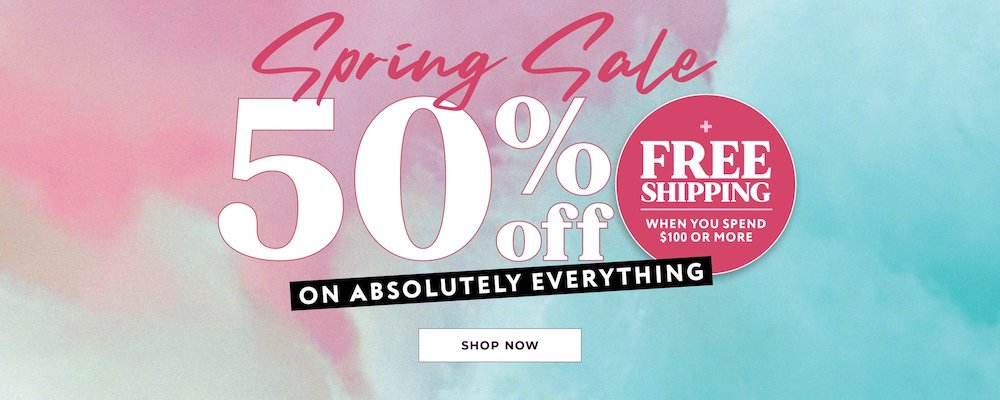 Spring Sale
50%
off
ON ABSOLUTELY EVERYTHING
+
FREE
SHIPPING
WHEN YOU SPEND
$100 OR MORE
SHOP NOW